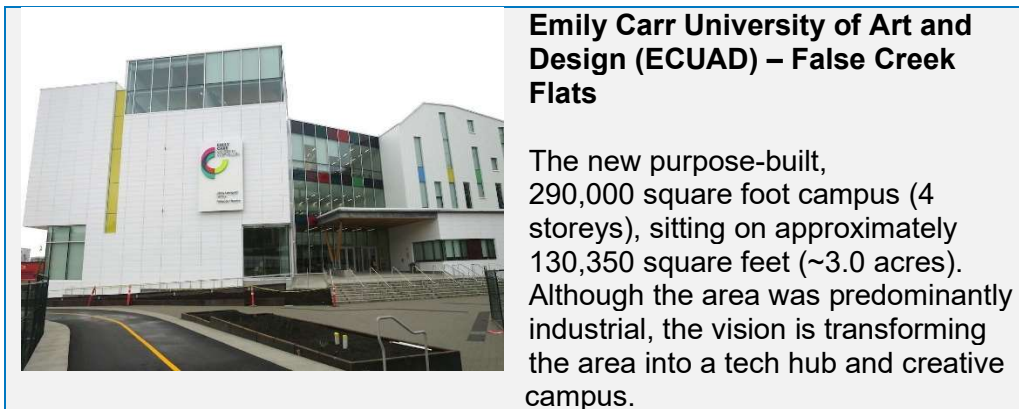 Emily Carr University of Art and
Design (ECUAD) – False Creek
Flats
The new purpose-built,
290,000 square foot campus (4
storeys), sitting on approximately
130,350 square feet (~3.0 acres).
Although the area was predominantly
industrial, the vision is transforming
the area into a tech hub and creative
campus.
EMILY
CARR